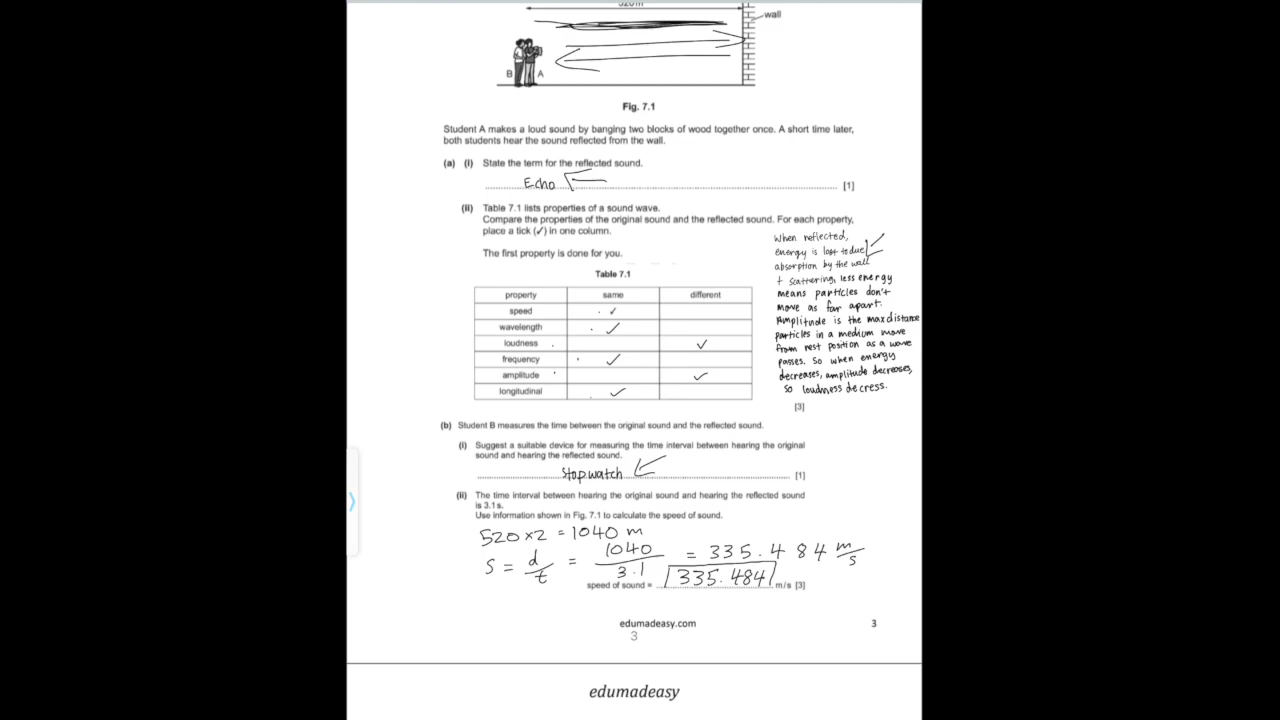 520m
wall
B A
Fig. 7.1
Student A makes a loud sound by banging two blocks of wood together once. A short time later,
both students hear the sound reflected from the wall.
(a) (i) State the term for the reflected sound.
Echo [1]
(ii) Table 7.1 lists properties of a sound wave.
Compare the properties of the original sound and the reflected sound. For each property,
place a tick (✓) in one column.
The first property is done for you.
Table 7.1
property same different
speed ✓
wavelength ✓
loudness ✓
frequency ✓
amplitude ✓
longitudinal ✓
When reflected,
energy is lost to due
absorption by the wall
+ scattering, less energy
means particles don't
move as far apart.
Amplitude is the max distance
particles in a medium move
from rest position as a wave
passes. So when energy
decreases, amplitude decreases,
so loudness decress.
[3]
(b) Student B measures the time between the original sound and the reflected sound.
(i) Suggest a suitable device for measuring the time interval between hearing the original
sound and hearing the reflected sound.
Stopwatch [1]
(ii) The time interval between hearing the original sound and hearing the reflected sound
is 3.1s.
Use information shown in Fig. 7.1 to calculate the speed of sound.
520 x 2 = 1040 m
s = d/t = 1040/3.1 = 335.484 m/s
speed of sound = 335.484 m/s [3]
edumadeasy.com 3
3
edumadeasy